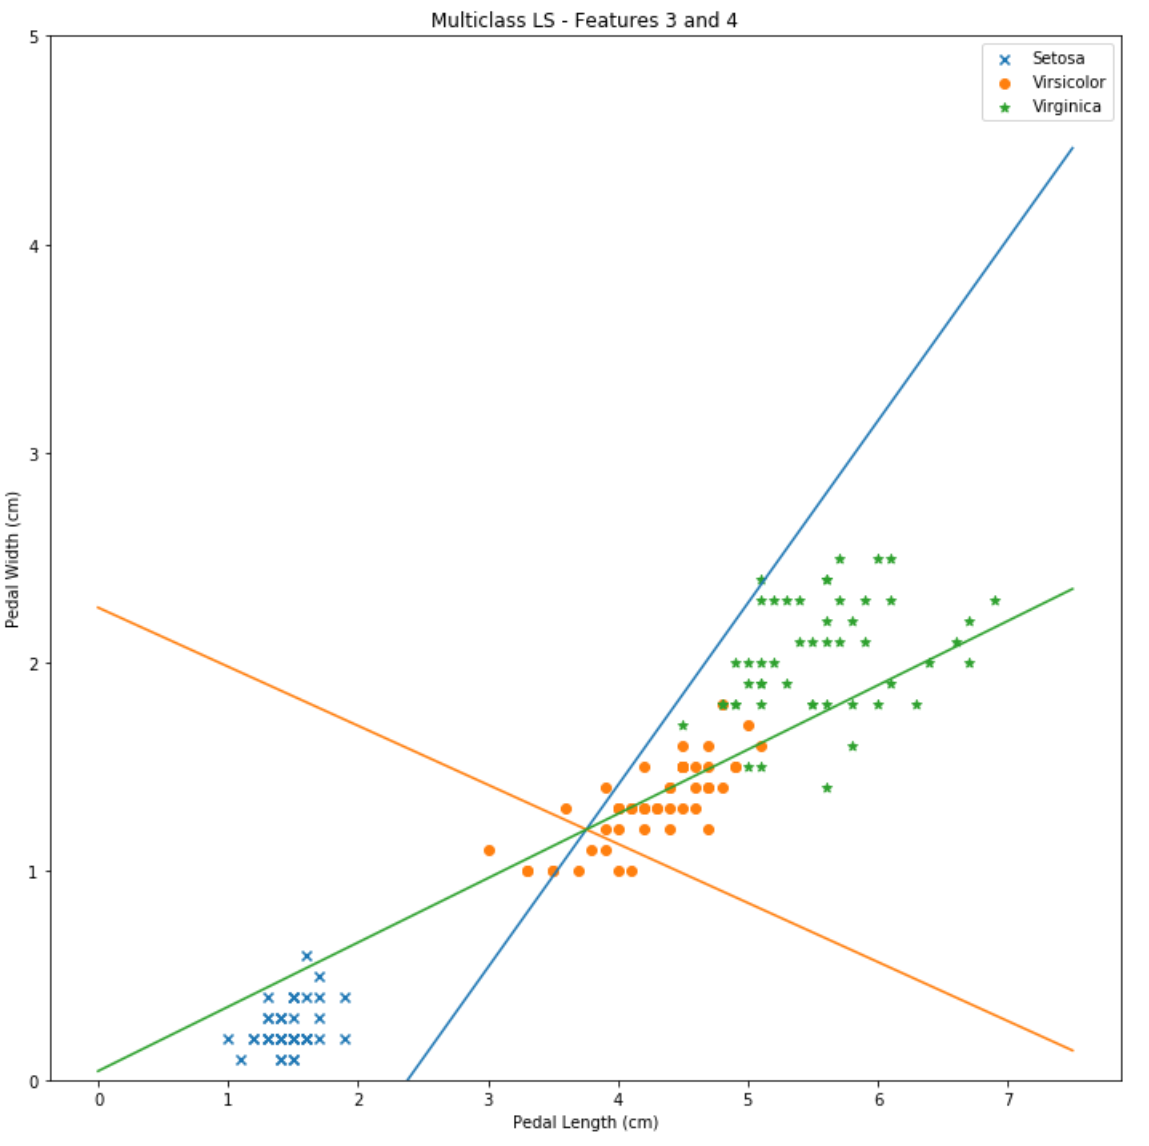 Multiclass LS - Features 3 and 4
Setosa
Virsicolor
Virginica
5
4
3
2
1
0
Pedal Width (cm)
0 1 2 3 4 5 6 7
Pedal Length (cm)